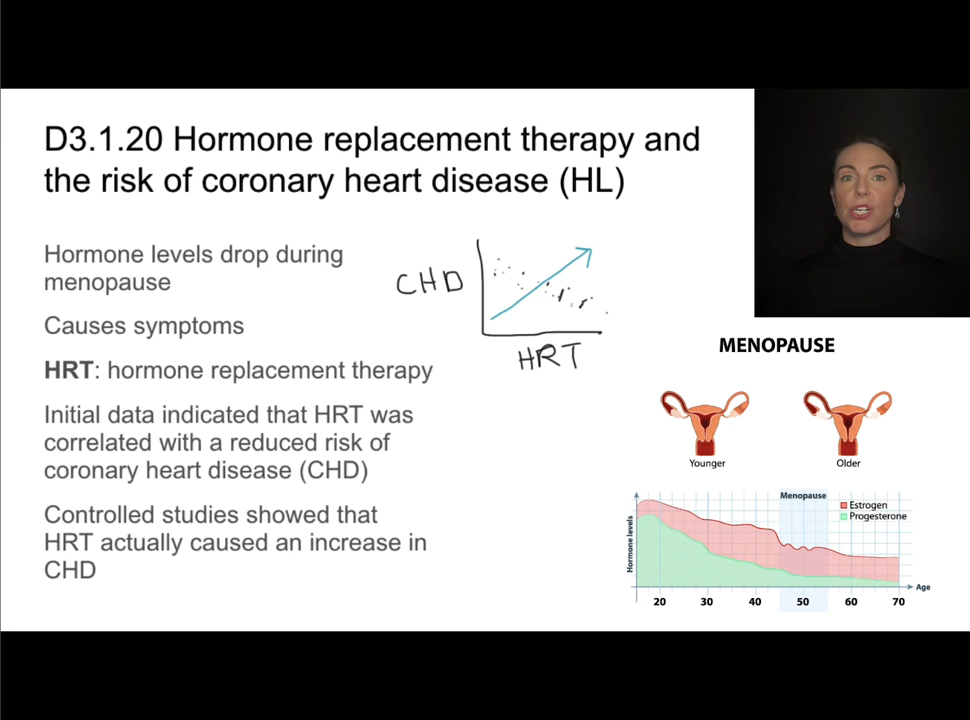 D3.1.20 Hormone replacement therapy and
the risk of coronary heart disease (HL)
Hormone levels drop during
menopause
Causes symptoms
HRT: hormone replacement therapy
Initial data indicated that HRT was
correlated with a reduced risk of
coronary heart disease (CHD)
Controlled studies showed that
HRT actually caused an increase in
CHD
CHD
HRT
MENOPAUSE
Younger
Older
Menopause
Estrogen
Progesterone
Hormone levels
Age
20 30 40 50 60 70